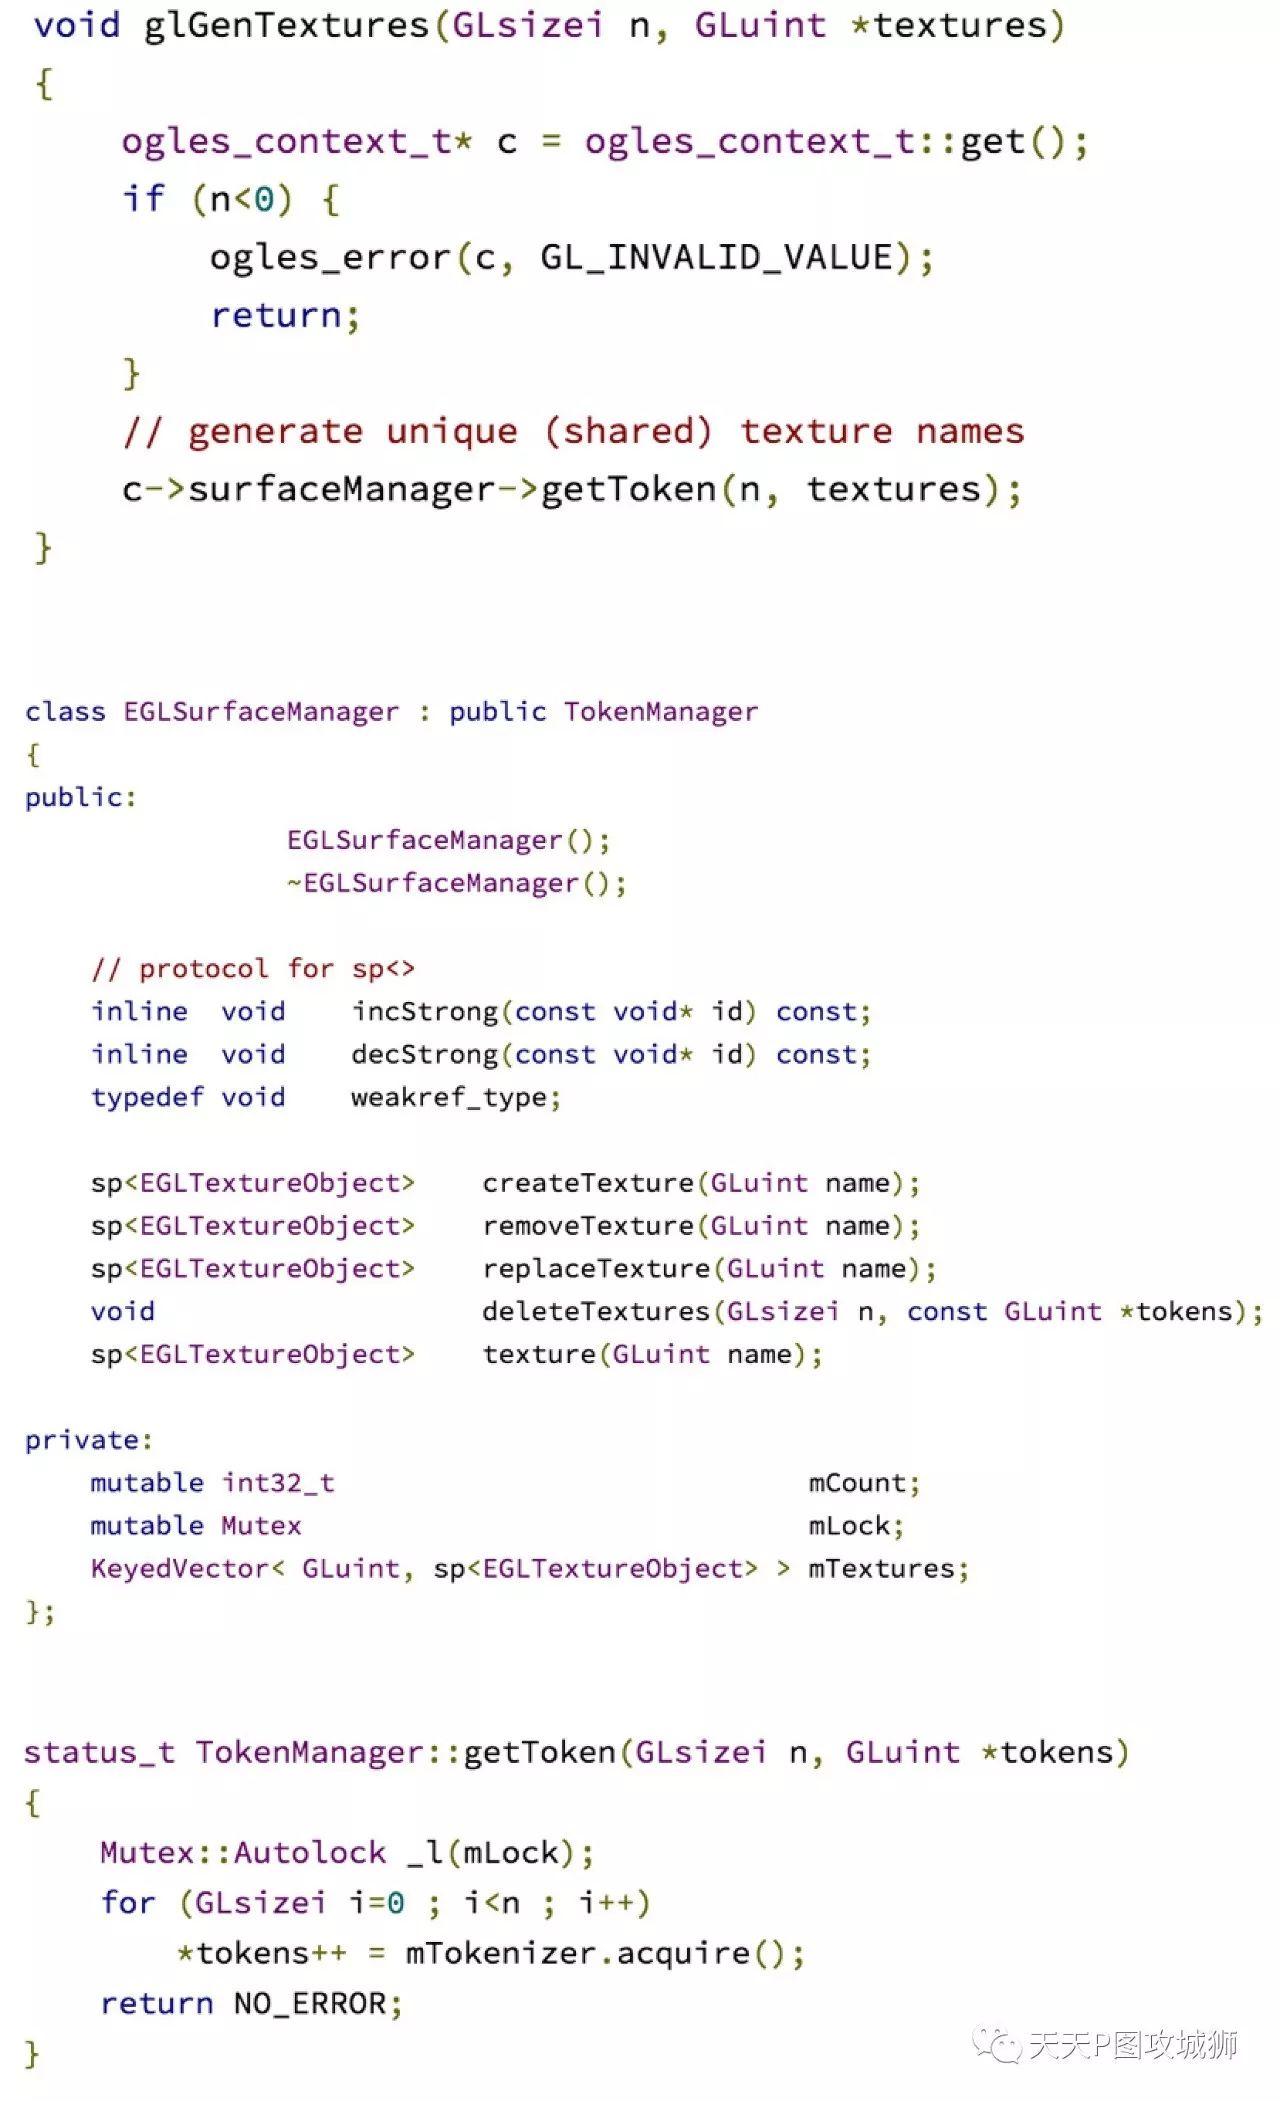 void glGenTextures(GLsizei n, GLuint *textures)
{
    ogles_context_t* c = ogles_context_t::get();
    if (n<0) {
        ogles_error(c, GL_INVALID_VALUE);
        return;
    }
    // generate unique (shared) texture names
    c->surfaceManager->getToken(n, textures);
}
class EGLSurfaceManager : public TokenManager
{
public:
                EGLSurfaceManager();
                ~EGLSurfaceManager();
    // protocol for sp<>
    inline  void    incStrong(const void* id) const;
    inline  void    decStrong(const void* id) const;
    typedef void    weakref_type;
    sp<EGLTextureObject>    createTexture(GLuint name);
    sp<EGLTextureObject>    removeTexture(GLuint name);
    sp<EGLTextureObject>    replaceTexture(GLuint name);
    void                    deleteTextures(GLsizei n, const GLuint *tokens);
    sp<EGLTextureObject>    texture(GLuint name);
private:
    mutable int32_t                             mCount;
    mutable Mutex                               mLock;
    KeyedVector< GLuint, sp<EGLTextureObject> > mTextures;
};
status_t TokenManager::getToken(GLsizei n, GLuint *tokens)
{
    Mutex::Autolock _l(mLock);
    for (GLsizei i=0 ; i<n ; i++)
        *tokens++ = mTokenizer.acquire();
    return NO_ERROR;
}
天天P图攻城狮